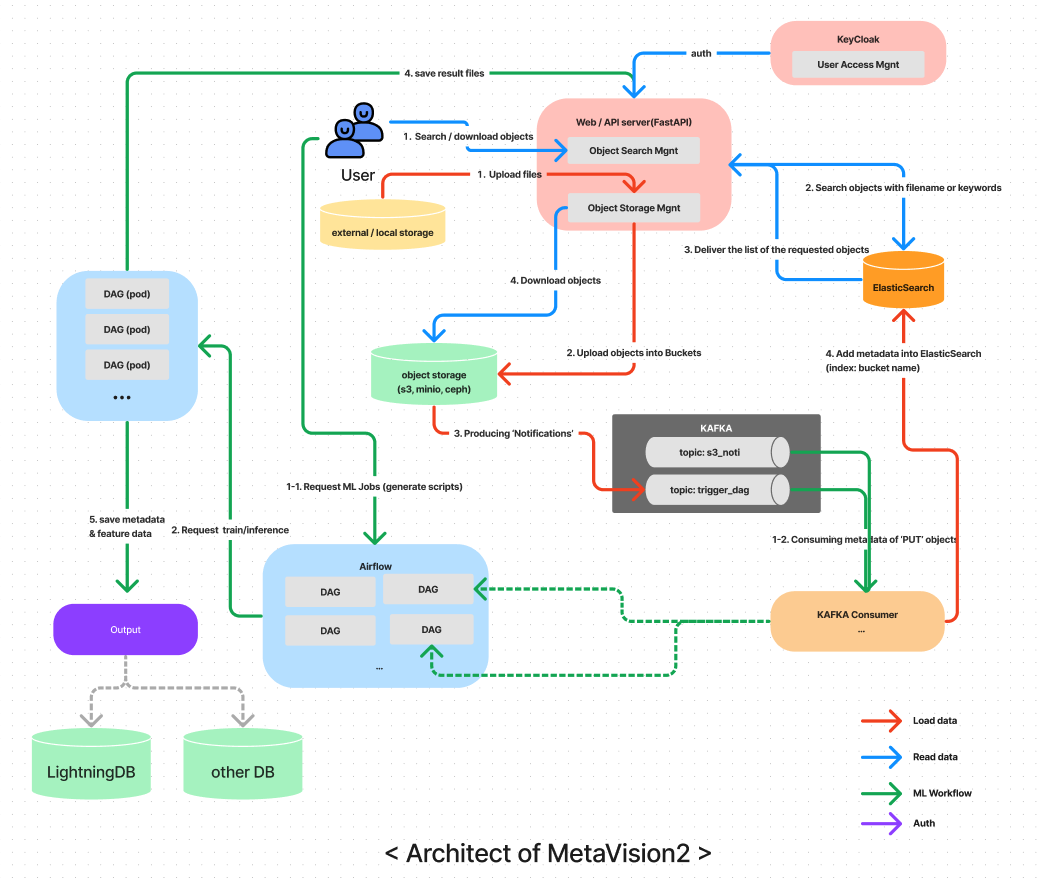 KeyCloak
User Access Mgnt
auth
4. save result files
Web / API server(FastAPI)
1. Search / download objects
Object Search Mgnt
User
1. Upload files
2. Search objects with filename or keywords
Object Storage Mgnt
external / local storage
3. Deliver the list of the requested objects
4. Download objects
ElasticSearch
DAG (pod)
DAG (pod)
DAG (pod)
...
2. Upload objects into Buckets
4. Add metadata into ElasticSearch
(index: bucket name)
object storage
(s3, minio, ceph)
3. Producing 'Notifications'
KAFKA
topic: s3_noti
topic: trigger_dag
1-1. Request ML Jobs (generate scripts)
5. save metadata
& feature data
2. Request train/inference
1-2. Consuming metadata of 'PUT' objects
Airflow
DAG
DAG
DAG
DAG
...
KAFKA Consumer
...
Output
LightningDB
other DB
Load data
Read data
ML Workflow
Auth
< Architect of MetaVision2 >